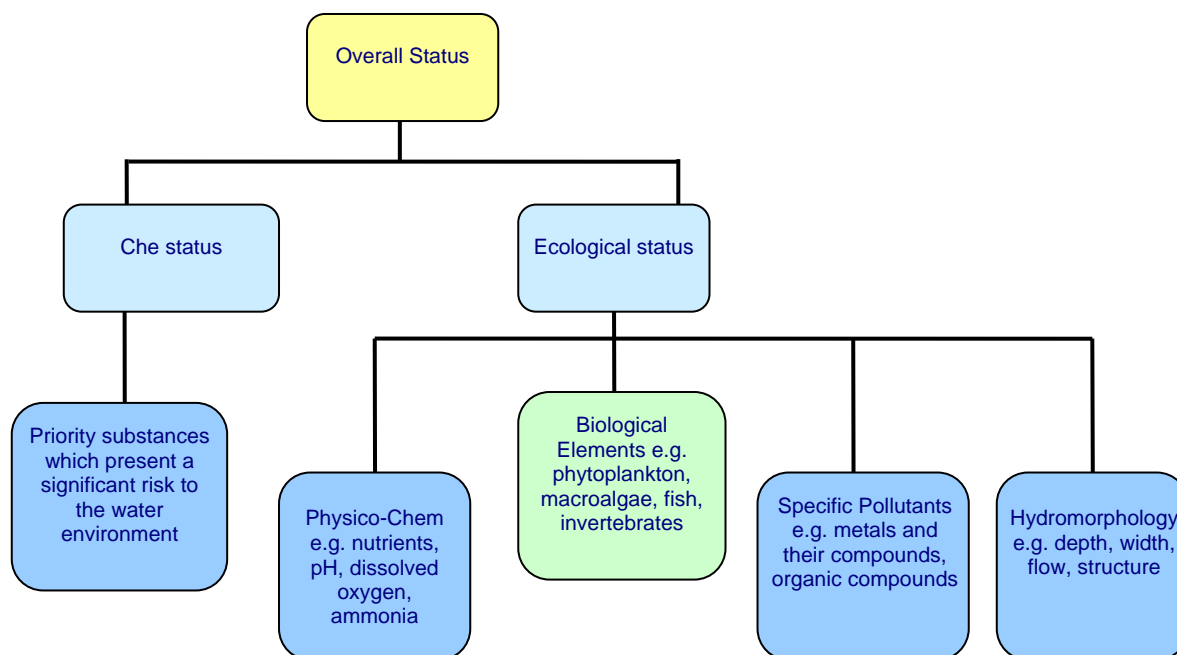 Overall Status
Che status
Ecological status
Priority substances
which present a
significant risk to
the water
environment
Physico-Chem
e.g. nutrients,
pH, dissolved
oxygen,
ammonia
Biological
Elements e.g.
phytoplankton,
macroalgae, fish,
invertebrates
Specific Pollutants
e.g. metals and
their compounds,
organic compounds
Hydromorphology
e.g. depth, width,
flow, structure